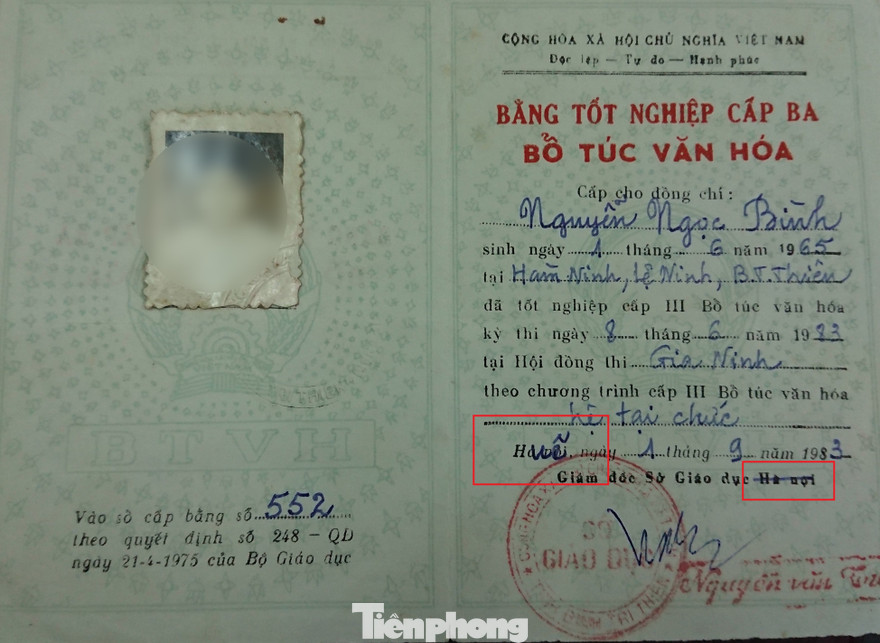 BTVH
Vào sổ cấp bằng số 552
theo quyết định số 248 - QD
ngày 21-4-1975 của Bộ Giáo dục
CỘNG HÒA XÃ HỘI CHỦ NGHĨA VIỆT NAM
Độc lập — Tự do — Hạnh phúc
BẰNG TỐT NGHIỆP CẤP BA
BỔ TÚC VĂN HÓA
Cấp cho đồng chí :
Nguyễn Ngọc Bình
sinh ngày 1 tháng 6 năm 1965
tại Hàm Ninh, Lệ Ninh, B.T.Thiên
đã tốt nghiệp cấp III Bổ túc văn hóa
kỳ thi ngày 8 tháng 6 năm 1983
tại Hội đồng thi Gia Ninh
theo chương trình cấp III Bổ túc văn hóa
hệ tại chức
Huế, ngày 1 tháng 9 năm 1983
Giám đốc Sở Giáo dục Hà nội
SỞ
GIÁO DỤC
Nguyễn văn
Tiênphong